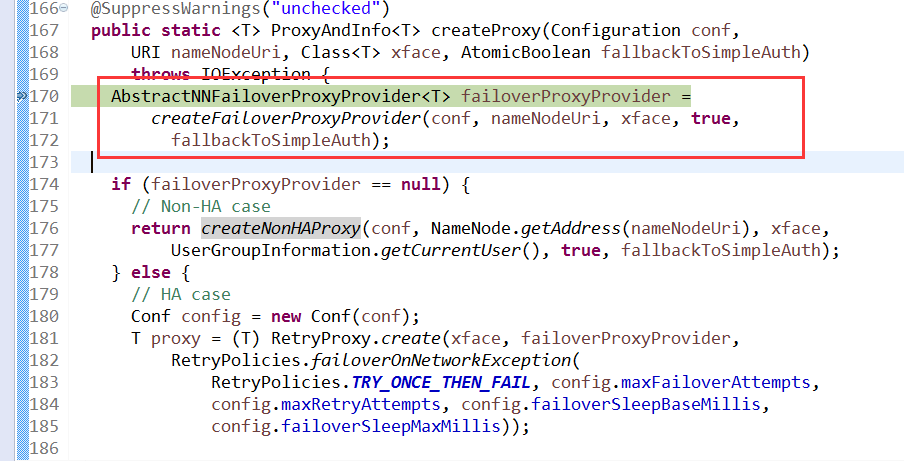 166 @SuppressWarnings("unchecked")
167 public static <T> ProxyAndInfo<T> createProxy(Configuration conf,
168 URI nameNodeUri, Class<T> xface, AtomicBoolean fallbackToSimpleAuth)
169 throws IOException {
170 AbstractNNFailoverProxyProvider<T> failoverProxyProvider =
171 createFailoverProxyProvider(conf, nameNodeUri, xface, true,
172 fallbackToSimpleAuth);
173
174 if (failoverProxyProvider == null) {
175 // Non-HA case
176 return createNonHAProxy(conf, NameNode.getAddress(nameNodeUri), xface,
177 UserGroupInformation.getCurrentUser(), true, fallbackToSimpleAuth);
178 } else {
179 // HA case
180 Conf config = new Conf(conf);
181 T proxy = (T) RetryProxy.create(xface, failoverProxyProvider,
182 RetryPolicies.failoverOnNetworkException(
183 RetryPolicies.TRY_ONCE_THEN_FAIL, config.maxFailoverAttempts,
184 config.maxRetryAttempts, config.failoverSleepBaseMillis,
185 config.failoverSleepMaxMillis));
186